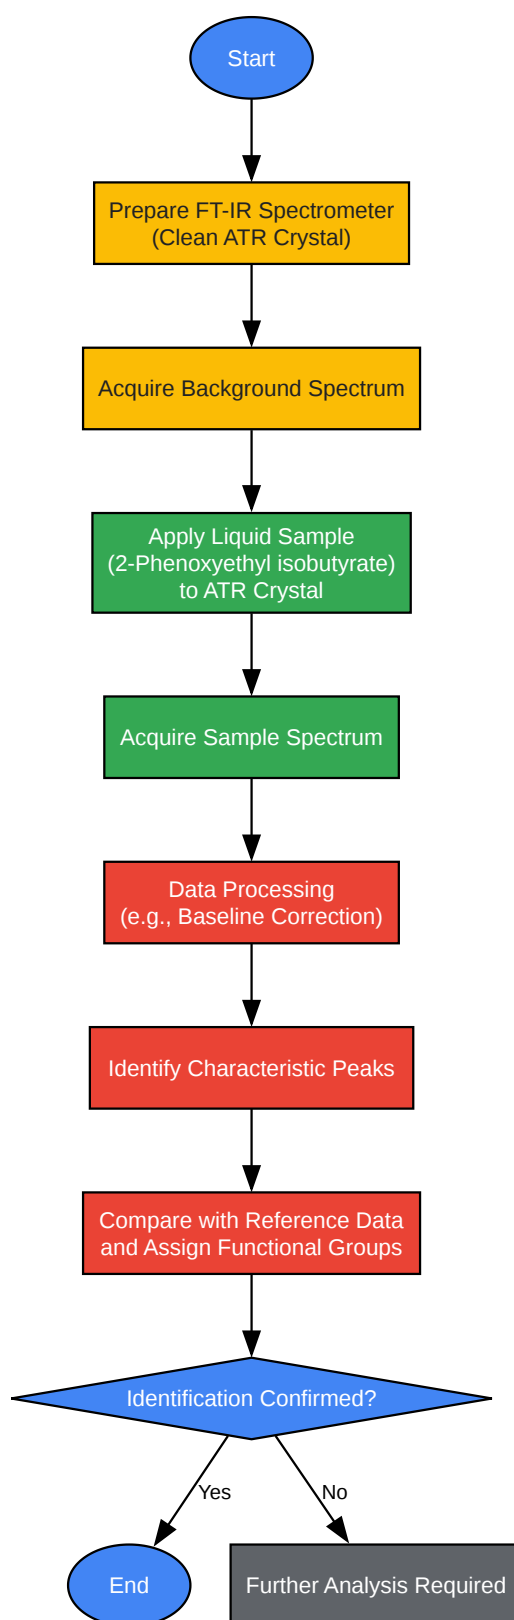 Start
Prepare FT-IR Spectrometer
(Clean ATR Crystal)
Acquire Background Spectrum
Apply Liquid Sample
(2-Phenoxyethyl isobutyrate)
to ATR Crystal
Acquire Sample Spectrum
Data Processing
(e.g., Baseline Correction)
Identify Characteristic Peaks
Compare with Reference Data
and Assign Functional Groups
Identification Confirmed?
Yes
No
End
Further Analysis Required